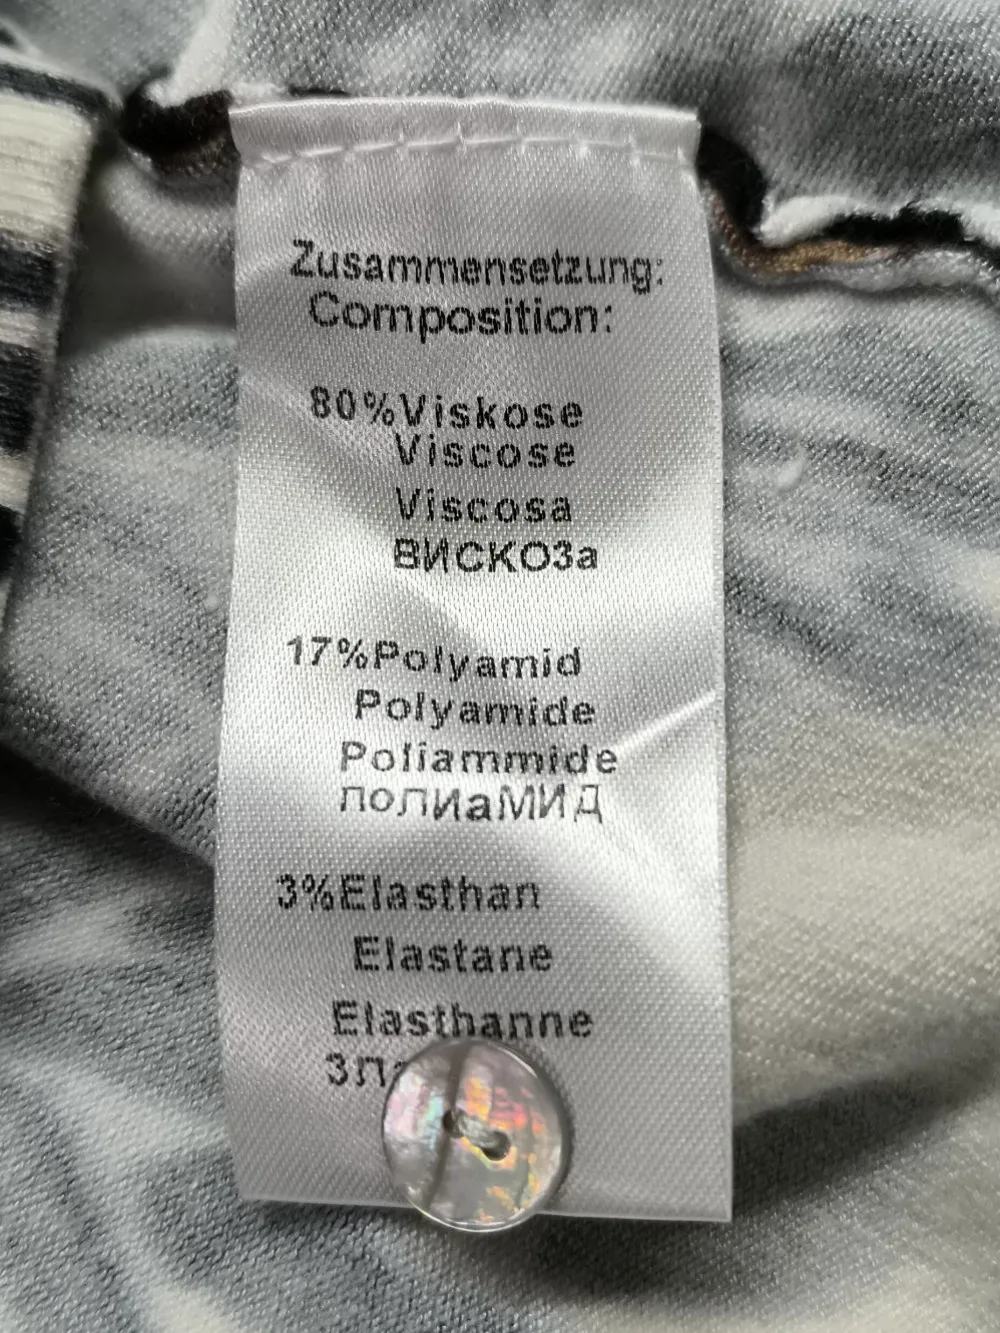 Zusammensetzung:
Composition:
80%Viskose
Viscose
Viscosa
ВИСКОЗа
17%Polyamid
Polyamide
Poliammide
полИаМИД
3%Elasthan
Elastane
Elasthanne